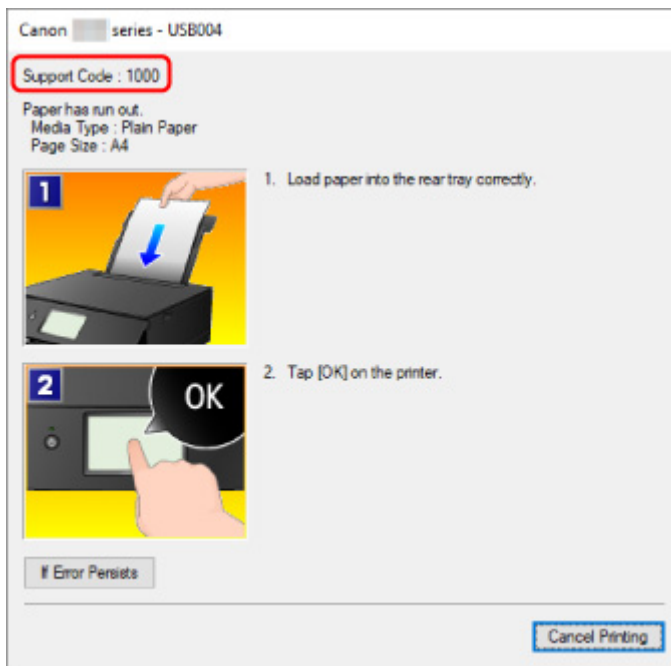 Canon series - USB004
Support Code : 1000
Paper has run out.
Media Type : Plain Paper
Page Size : A4
1
1. Load paper into the rear tray correctly.
2
OK
2. Tap [OK] on the printer.
If Error Persists
Cancel Printing